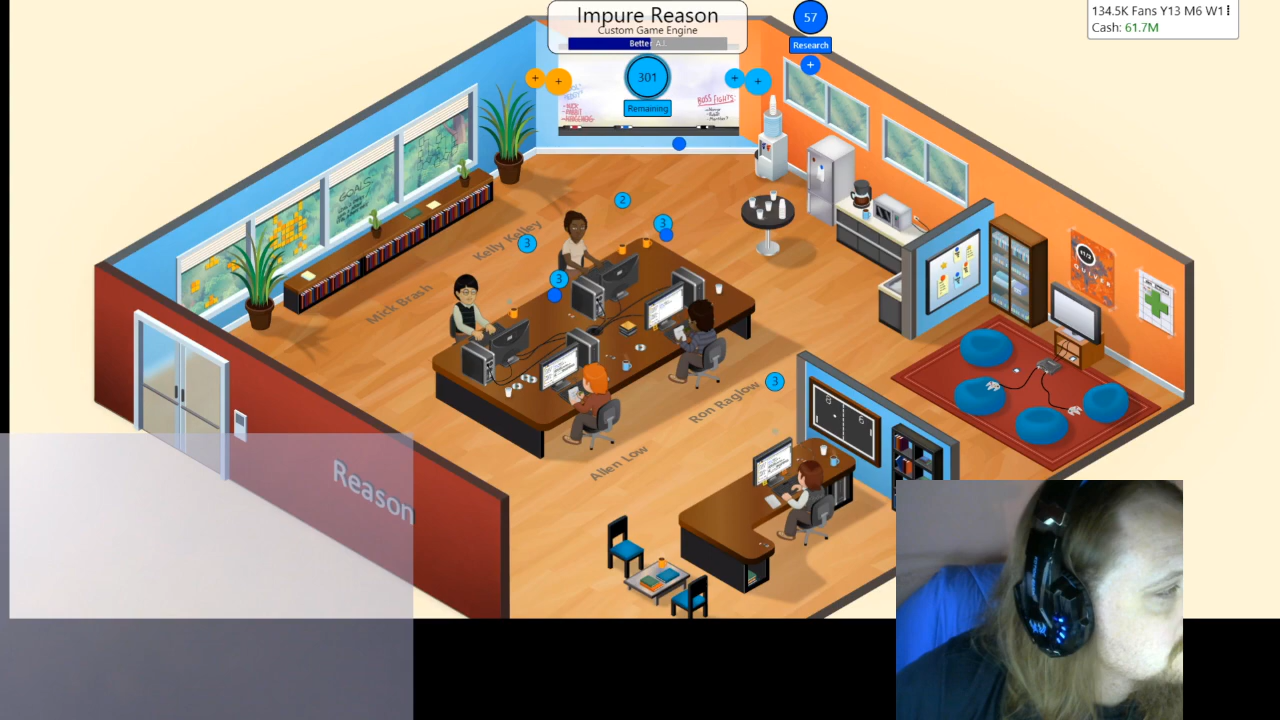 Impure Reason
Custom Game Engine
Better A.I.
301
Remaining
57
Research
134.5K Fans Y13 M6 W1
Cash: 61.7M
BOSS FIGHTS:
GOALS
2
3
3
3
3
Kelly Kelley
Mick Brash
Ron Raglow
Allen Low
Reason